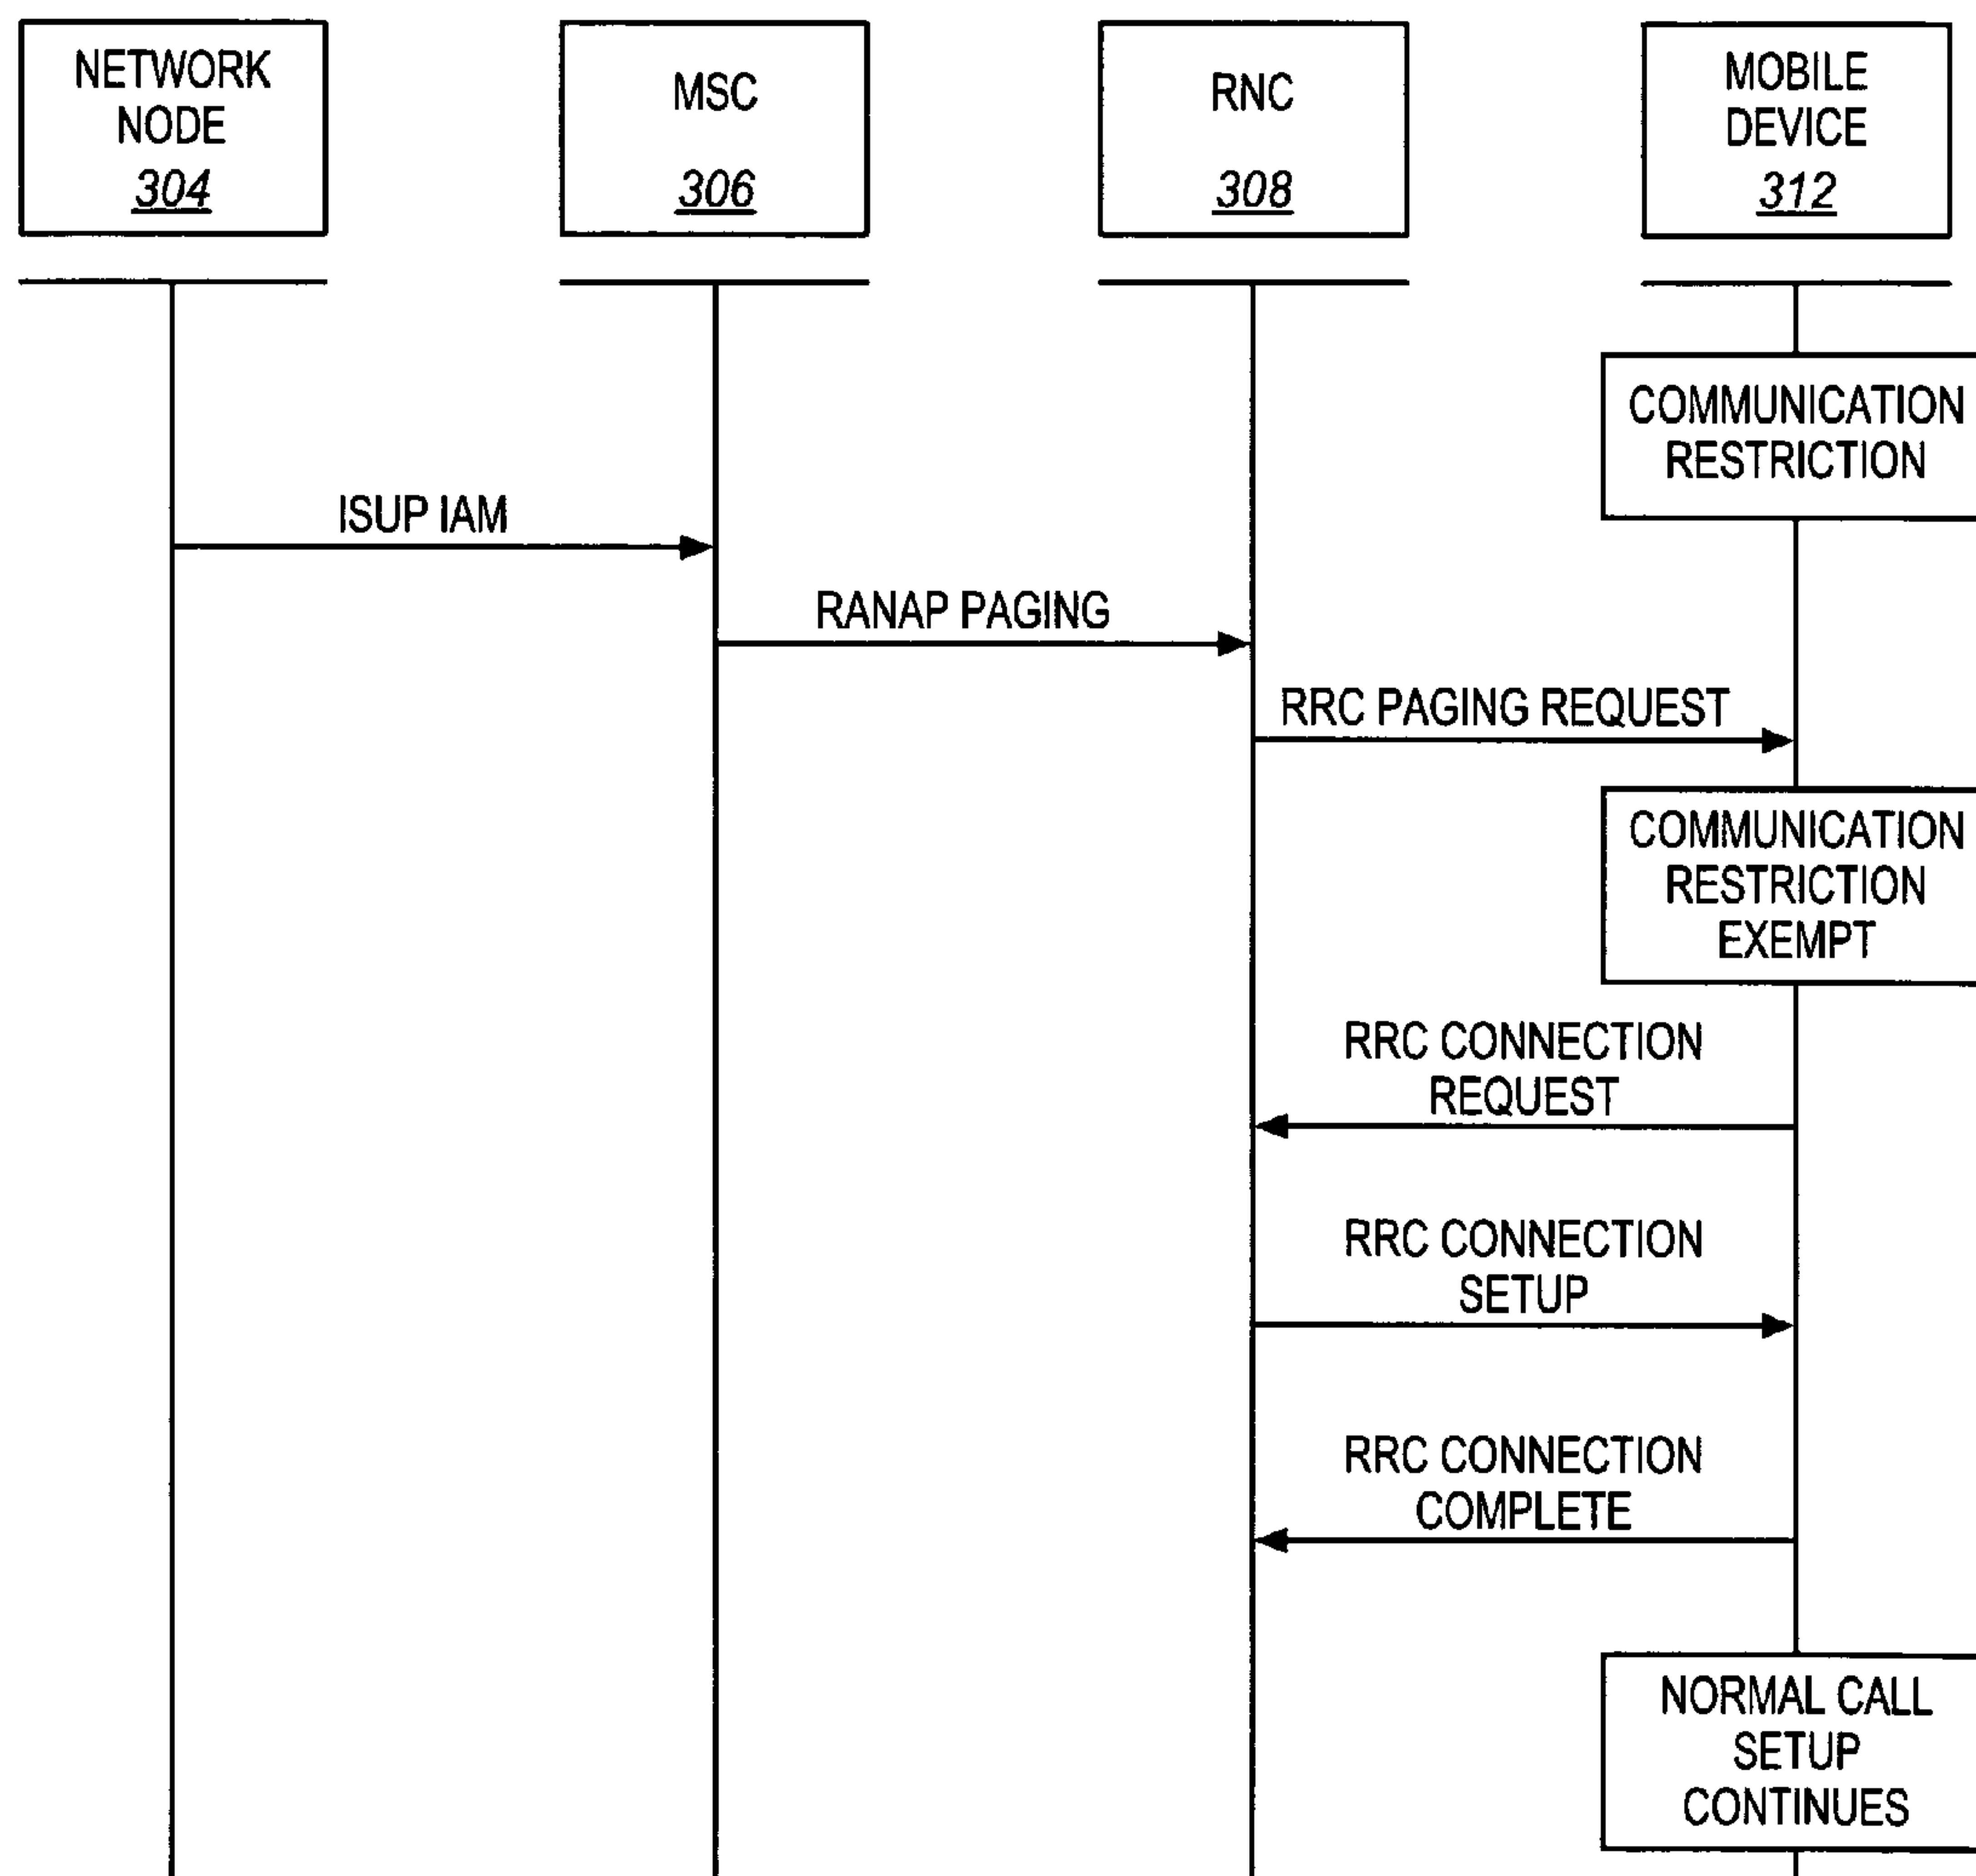 NETWORK
NODE
304
MSC
306
RNC
308
MOBILE
DEVICE
312
COMMUNICATION
RESTRICTION
ISUP IAM
RANAP PAGING
RRC PAGING REQUEST
COMMUNICATION
RESTRICTION
EXEMPT
RRC CONNECTION
REQUEST
RRC CONNECTION
SETUP
RRC CONNECTION
COMPLETE
NORMAL CALL
SETUP
CONTINUES